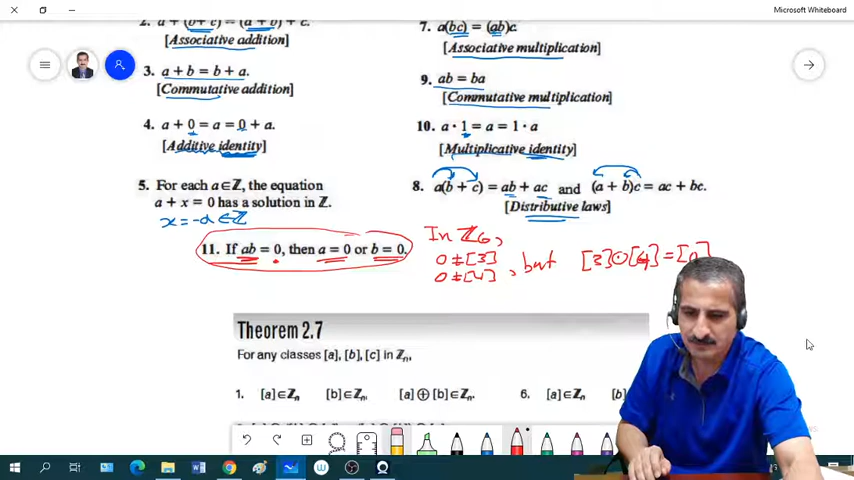 Microsoft Whiteboard
2. a + (b + c) = (a + b) + c.
[Associative addition]
3. a + b = b + a.
[Commutative addition]
4. a + 0 = a = 0 + a.
[Additive identity]
5. For each a∈ℤ, the equation
a + x = 0 has a solution in ℤ.
x = -a ∈ ℤ
11. If ab = 0, then a = 0 or b = 0.
7. a(bc) = (ab)c.
[Associative multiplication]
9. ab = ba
[Commutative multiplication]
10. a · 1 = a = 1 · a
[Multiplicative identity]
8. a(b + c) = ab + ac and (a + b)c = ac + bc.
[Distributive laws]
In ℤ6,
0 ≠ [3]
0 ≠ [4] , but [3]⊙[4] = [0]
Theorem 2.7
For any classes [a], [b], [c] in ℤn,
1. [a]∈ℤn [b]∈ℤn, [a] ⊕ [b]∈ℤn.
6. [a]∈ℤn [b]